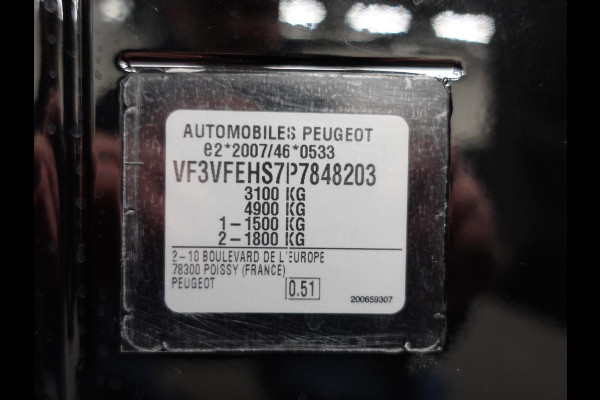 AUTOMOBILES PEUGEOT
e2*2007/46*0533
VF3VFEHS7P7848203
3100 KG
4900 KG
1-1500 KG
2-1800 KG
2-10 BOULEVARD DE L'EUROPE
78300 POISSY (FRANCE)
PEUGEOT 0.51
200659307